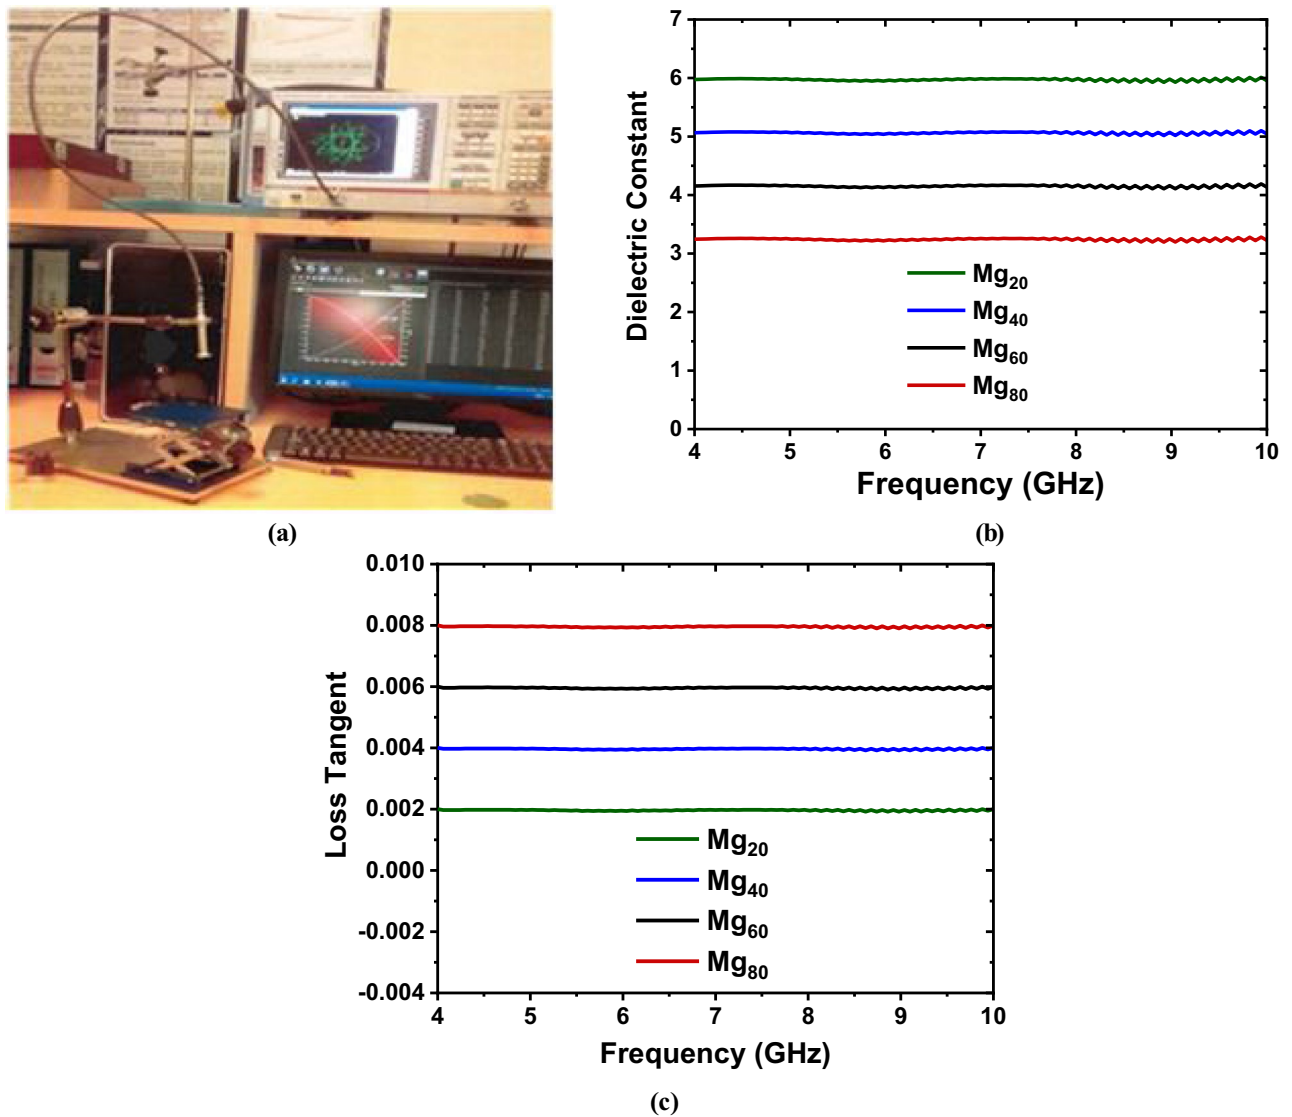 (a)
7
6
5
4
3
2
1
0
Dielectric Constant
Mg20
Mg40
Mg60
Mg80
4 5 6 7 8 9 10
Frequency (GHz)
(b)
0.010
0.008
0.006
0.004
0.002
0.000
-0.002
-0.004
Loss Tangent
Mg20
Mg40
Mg60
Mg80
4 5 6 7 8 9 10
Frequency (GHz)
(c)